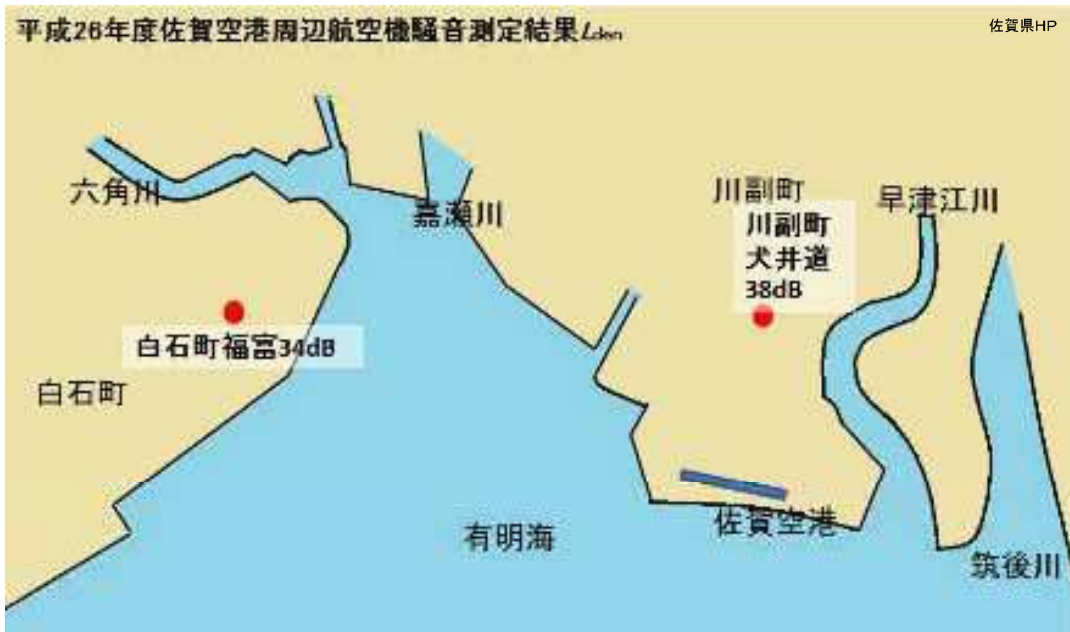 平成26年度佐賀空港周辺航空機騒音測定結果Lden
佐賀県HP
六角川
嘉瀬川
川副町
早津江川
川副町
犬井道
38dB
白石町福富34dB
白石町
有明海
佐賀空港
筑後川